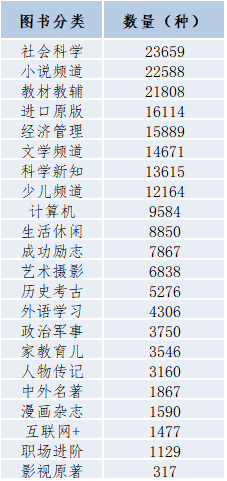 图书分类 数量（种）
社会科学 23659
小说频道 22588
教材教辅 21808
进口原版 16114
经济管理 15889
文学频道 14671
科学新知 13615
少儿频道 12164
计算机 9584
生活休闲 8850
成功励志 7867
艺术摄影 6838
历史考古 5276
外语学习 4306
政治军事 3750
家教育儿 3546
人物传记 3160
中外名著 1867
漫画杂志 1590
互联网+ 1477
职场进阶 1129
影视原著 317